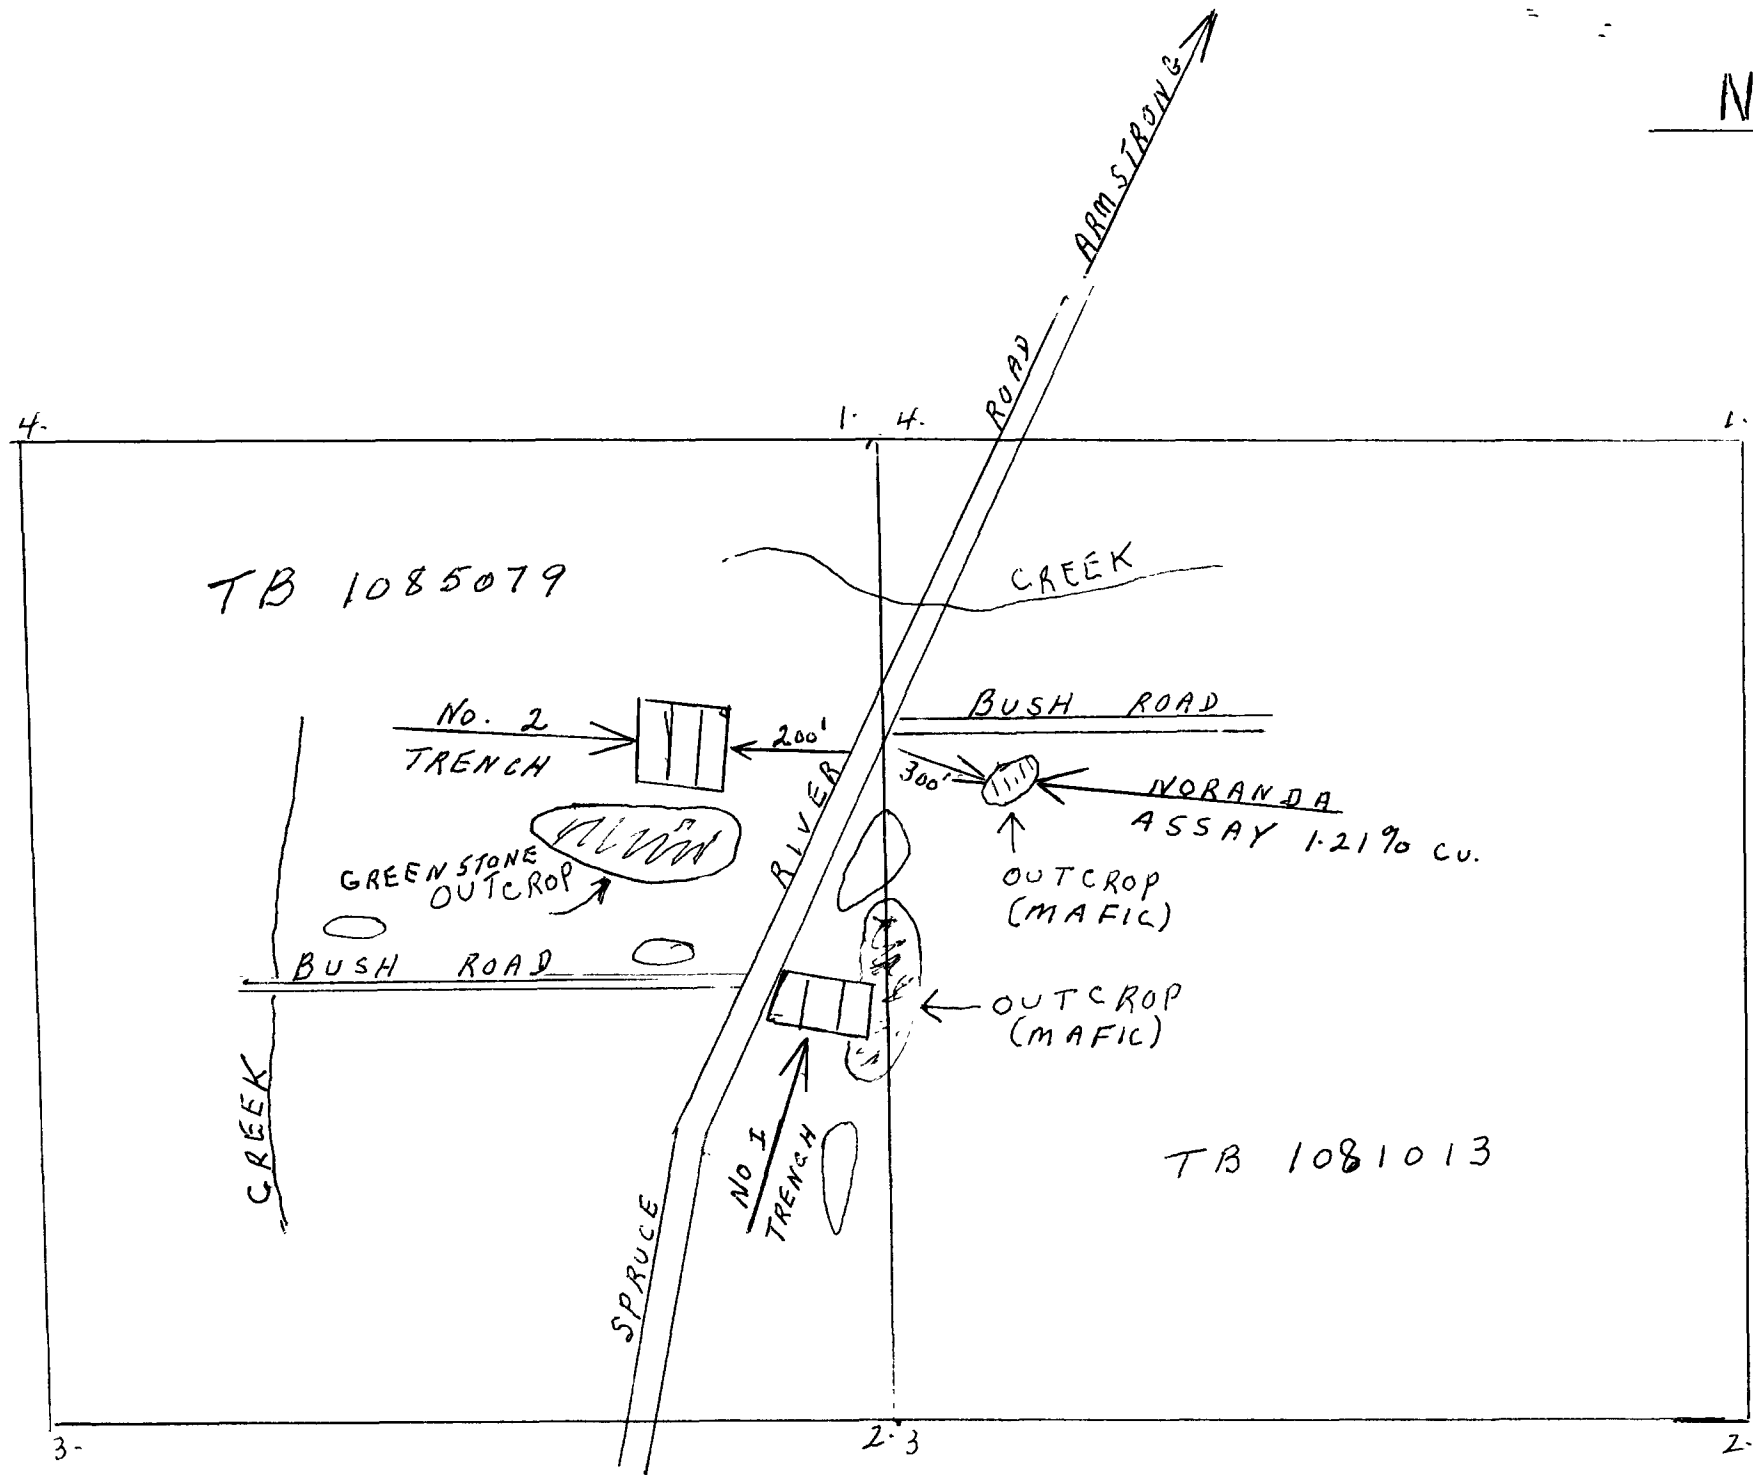 N
ARMSTRONG
ROAD
4.
1.
4.
1.
CREEK
TB 1085079
No. 2
TRENCH
200'
BUSH ROAD
300'
NORANDA
ASSAY 1.21% CU.
RIVER
GREENSTONE
OUTCROP
OUTCROP
(MAFIC)
BUSH ROAD
OUTCROP
(MAFIC)
CREEK
NO I
TRENCH
TB 1081013
SPRUCE
3-
2.
3
2.